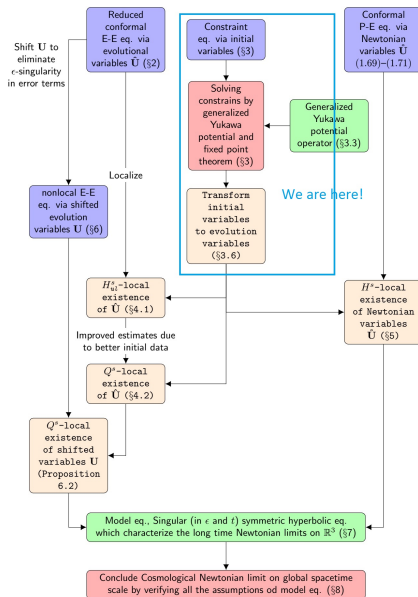 Reduced
conformal
E-E eq. via
evolutional
variables Û (§2)
Constraint
eq. via initial
variables (§3)
Conformal
P-E eq. via
Newtonian
variables Ů
(1.69)–(1.71)
Shift U to
eliminate
ϵ-singularity
in error terms
Solving
constrains by
generalized
Yukawa
potential and
fixed point
theorem (§3)
Generalized
Yukawa
potential
operator (§3.3)
We are here!
Localize
nonlocal E-E
eq. via shifted
evolution
variables U (§6)
Transform
initial
variables
to evolution
variables
(§3.6)
H^s_ul-local
existence
of Û (§4.1)
H^s-local
existence
of Newtonian
variables
Ů (§5)
Improved estimates due
to better initial data
Q^s-local
existence
of Û (§4.2)
Q^s-local
existence
of shifted
variables U
(Proposition
6.2)
Model eq., Singular (in ϵ and t) symmetric hyperbolic eq.
which characterize the long time Newtonian limits on ℝ³ (§7)
Conclude Cosmological Newtonian limit on global spacetime
scale by verifying all the assumptions od model eq. (§8)